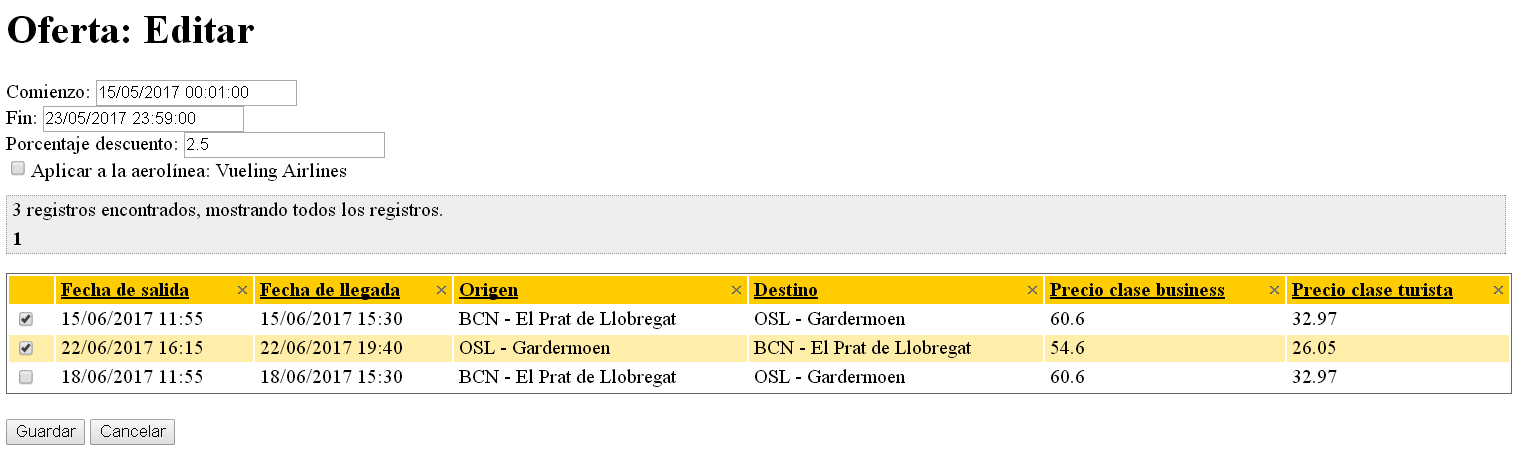 Oferta: Editar
Comienzo: 15/05/2017 00:01:00
Fin: 23/05/2017 23:59:00
Porcentaje descuento: 2.5
Aplicar a la aerolínea: Vueling Airlines
3 registros encontrados, mostrando todos los registros.
1
Fecha de salida Fecha de llegada Origen Destino Precio clase business Precio clase turista
15/06/2017 11:55 15/06/2017 15:30 BCN - El Prat de Llobregat OSL - Gardermoen 60.6 32.97
22/06/2017 16:15 22/06/2017 19:40 OSL - Gardermoen BCN - El Prat de Llobregat 54.6 26.05
18/06/2017 11:55 18/06/2017 15:30 BCN - El Prat de Llobregat OSL - Gardermoen 60.6 32.97
Guardar Cancelar